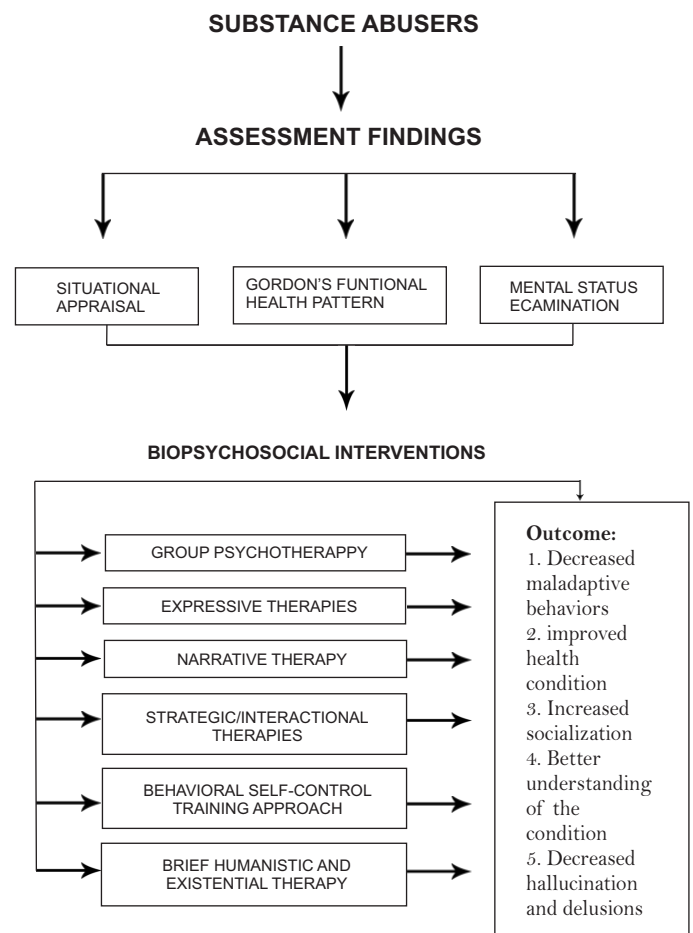 SUBSTANCE ABUSERS
ASSESSMENT FINDINGS
SITUATIONAL
APPRAISAL
GORDON'S FUNTIONAL
HEALTH PATTERN
MENTAL STATUS
ECAMINATION
BIOPSYCHOSOCIAL INTERVENTIONS
GROUP PSYCHOTHERAPPY
EXPRESSIVE THERAPIES
NARRATIVE THERAPY
STRATEGIC/INTERACTIONAL
THERAPIES
BEHAVIORAL SELF-CONTROL
TRAINING APPROACH
BRIEF HUMANISTIC AND
EXISTENTIAL THERAPY
Outcome:
1. Decreased
maladaptive
behaviors
2. improved
health
condition
3. Increased
socialization
4. Better
understanding
of the
condition
5. Decreased
hallucination
and delusions